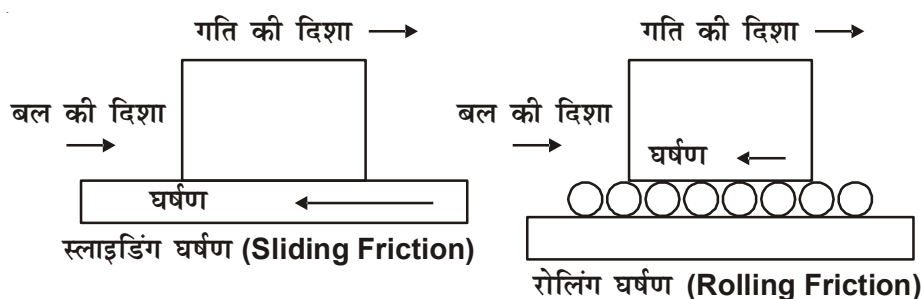 गति की दिशा
बल की दिशा
घर्षण
स्लाइडिंग घर्षण (Sliding Friction)
गति की दिशा
बल की दिशा
घर्षण
रोलिंग घर्षण (Rolling Friction)